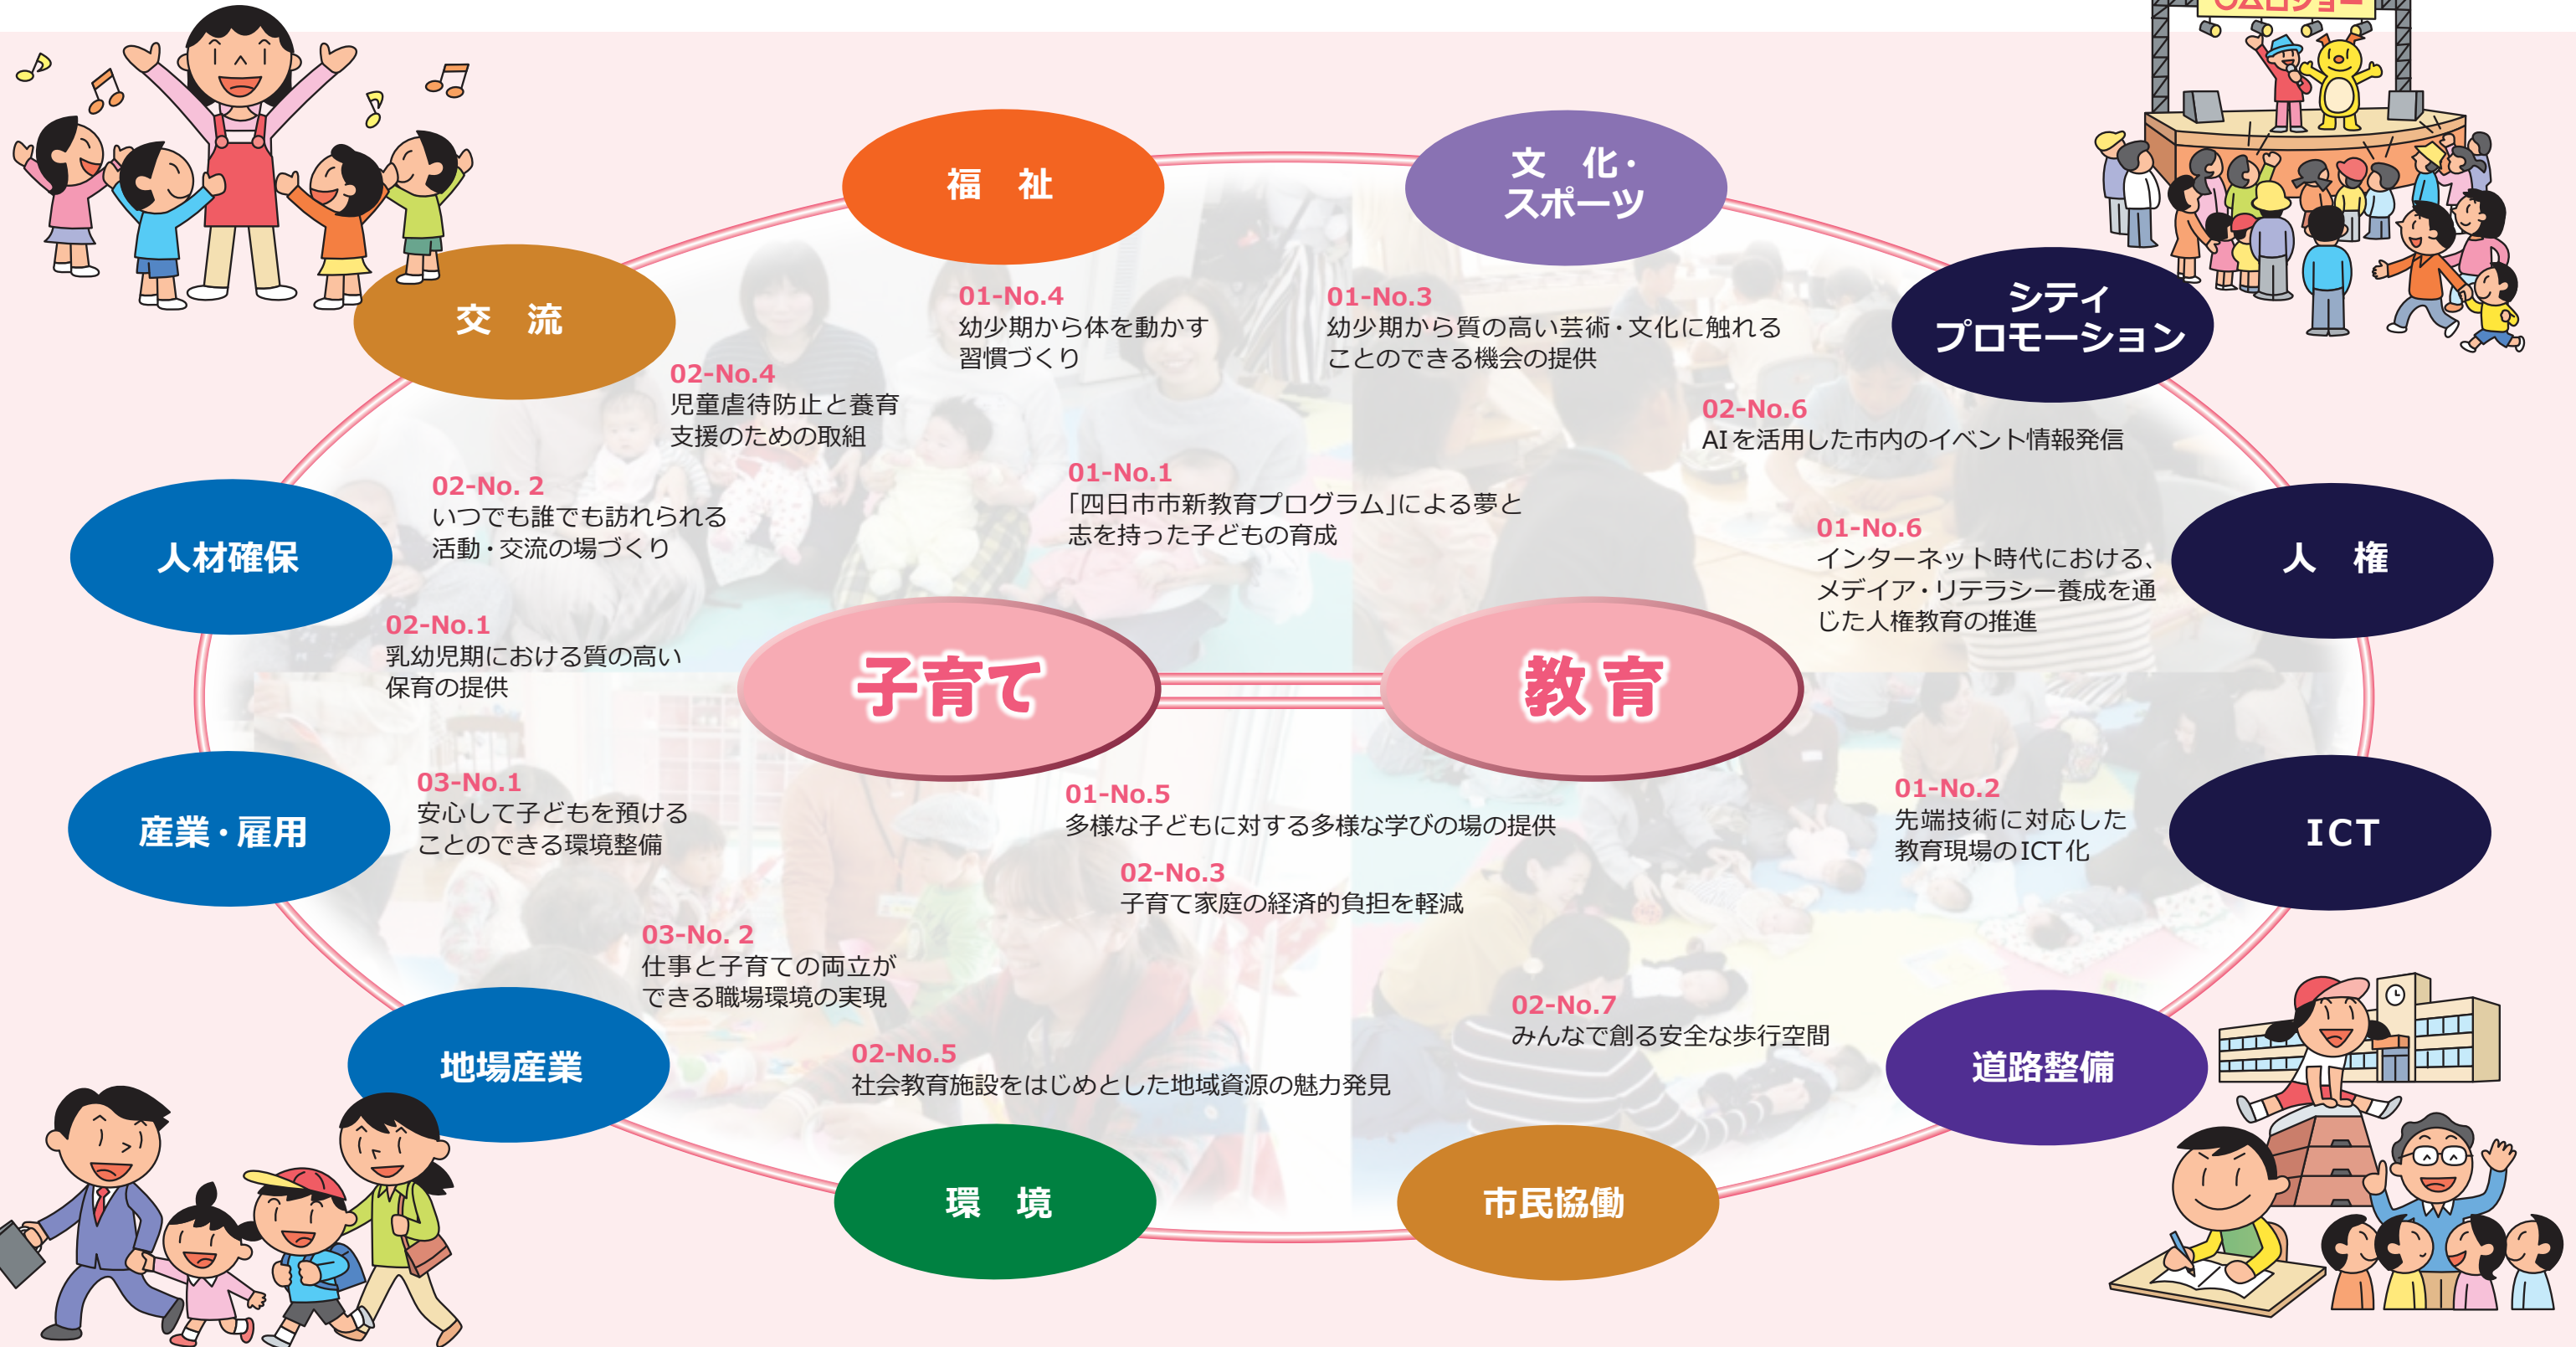 福　祉
文　化・
スポーツ
交　流
シティ
プロモーション
01-No.4
幼少期から体を動かす
習慣づくり
01-No.3
幼少期から質の高い芸術・文化に触れる
ことのできる機会の提供
02-No.4
児童虐待防止と養育
支援のための取組
02-No.6
AIを活用した市内のイベント情報発信
02-No. 2
いつでも誰でも訪れられる
活動・交流の場づくり
01-No.1
「四日市市新教育プログラム」による夢と
志を持った子どもの育成
01-No.6
インターネット時代における、
メデイア・リテラシー養成を通
じた人権教育の推進
人材確保
人　権
02-No.1
乳幼児期における質の高い
保育の提供
子育て
教育
03-No.1
安心して子どもを預ける
ことのできる環境整備
01-No.5
多様な子どもに対する多様な学びの場の提供
01-No.2
先端技術に対応した
教育現場のICT化
産業・雇用
ICT
02-No.3
子育て家庭の経済的負担を軽減
03-No. 2
仕事と子育ての両立が
できる職場環境の実現
02-No.7
みんなで創る安全な歩行空間
02-No.5
社会教育施設をはじめとした地域資源の魅力発見
地場産業
道路整備
環　境
市民協働